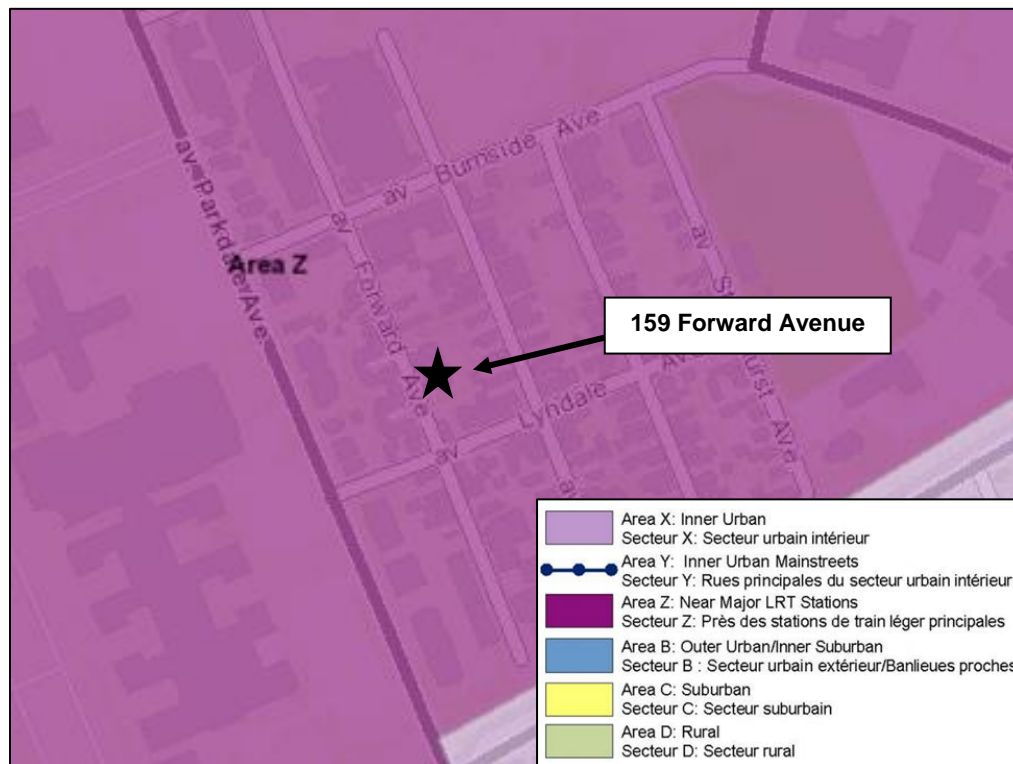 av Burnside Ave
av Parkdale Ave
Area Z
av Forward Ave
159 Forward Avenue
av Lyndale Ave
av
av
Area X: Inner Urban
Secteur X: Secteur urbain intérieur
Area Y: Inner Urban Mainstreets
Secteur Y: Rues principales du secteur urbain intérieur
Area Z: Near Major LRT Stations
Secteur Z: Près des stations de train léger principales
Area B: Outer Urban/Inner Suburban
Secteur B : Secteur urbain extérieur/Banlieues proches
Area C: Suburban
Secteur C: Secteur suburbain
Area D: Rural
Secteur D: Secteur rural